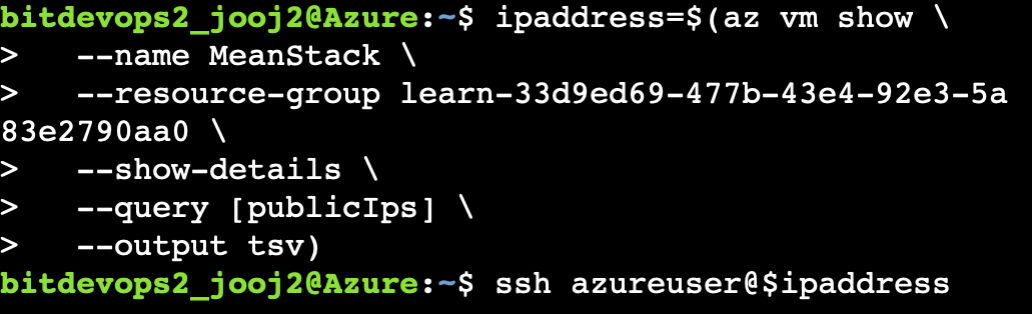 bitdevops2_jooj2@Azure:~$ ipaddress=$(az vm show \
>   --name MeanStack \
>   --resource-group learn-33d9ed69-477b-43e4-92e3-5a
83e2790aa0 \
>   --show-details \
>   --query [publicIps] \
>   --output tsv)
bitdevops2_jooj2@Azure:~$ ssh azureuser@$ipaddress